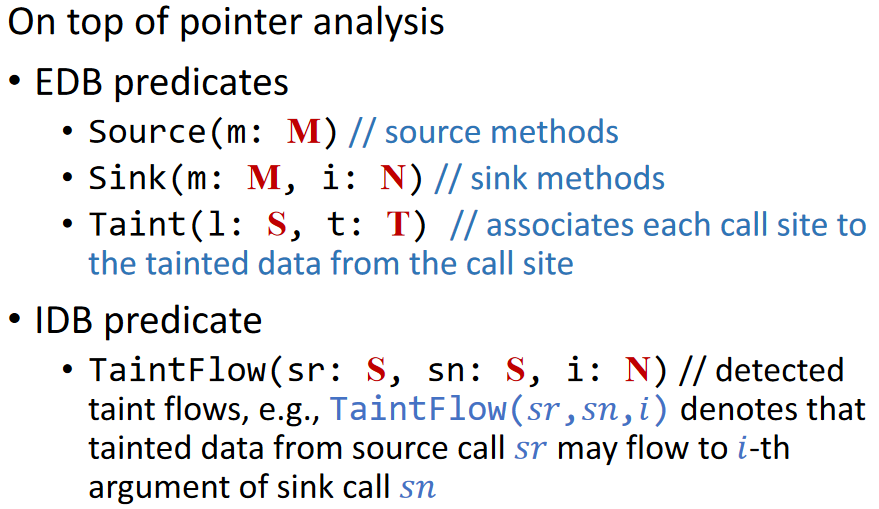 On top of pointer analysis
• EDB predicates
• Source(m: M) // source methods
• Sink(m: M, i: N) // sink methods
• Taint(l: S, t: T) // associates each call site to
the tainted data from the call site
• IDB predicate
• TaintFlow(sr: S, sn: S, i: N) // detected
taint flows, e.g., TaintFlow(sr,sn,i) denotes that
tainted data from source call sr may flow to i-th
argument of sink call sn